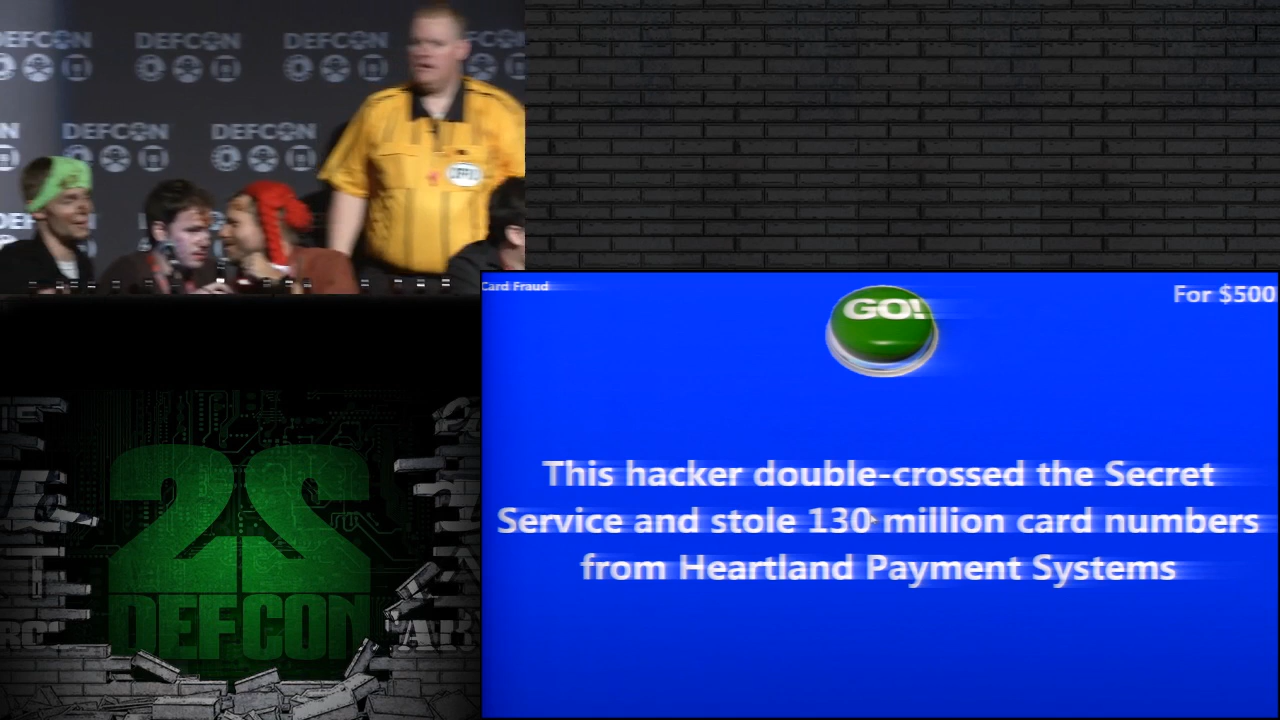 DEFCON DEFCON DEFCON
DEFCON DEFCON
Card Fraud
For $500
GO!
This hacker double-crossed the Secret
Service and stole 130 million card numbers
from Heartland Payment Systems
22
DEFCON